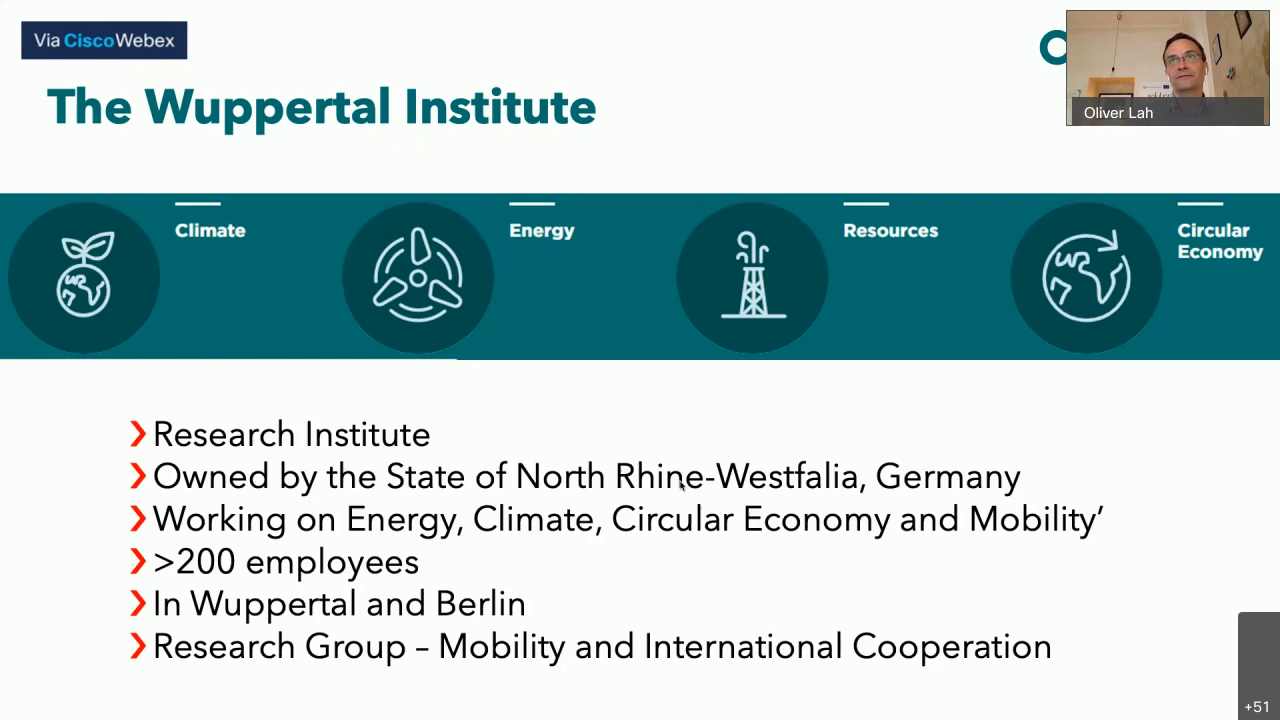 Via CiscoWebex
The Wuppertal Institute
Oliver Lah
Climate
Energy
Resources
Circular
Economy
❯Research Institute
❯Owned by the State of North Rhine-Westfalia, Germany
❯Working on Energy, Climate, Circular Economy and Mobility’
❯>200 employees
❯In Wuppertal and Berlin
❯Research Group – Mobility and International Cooperation
+51